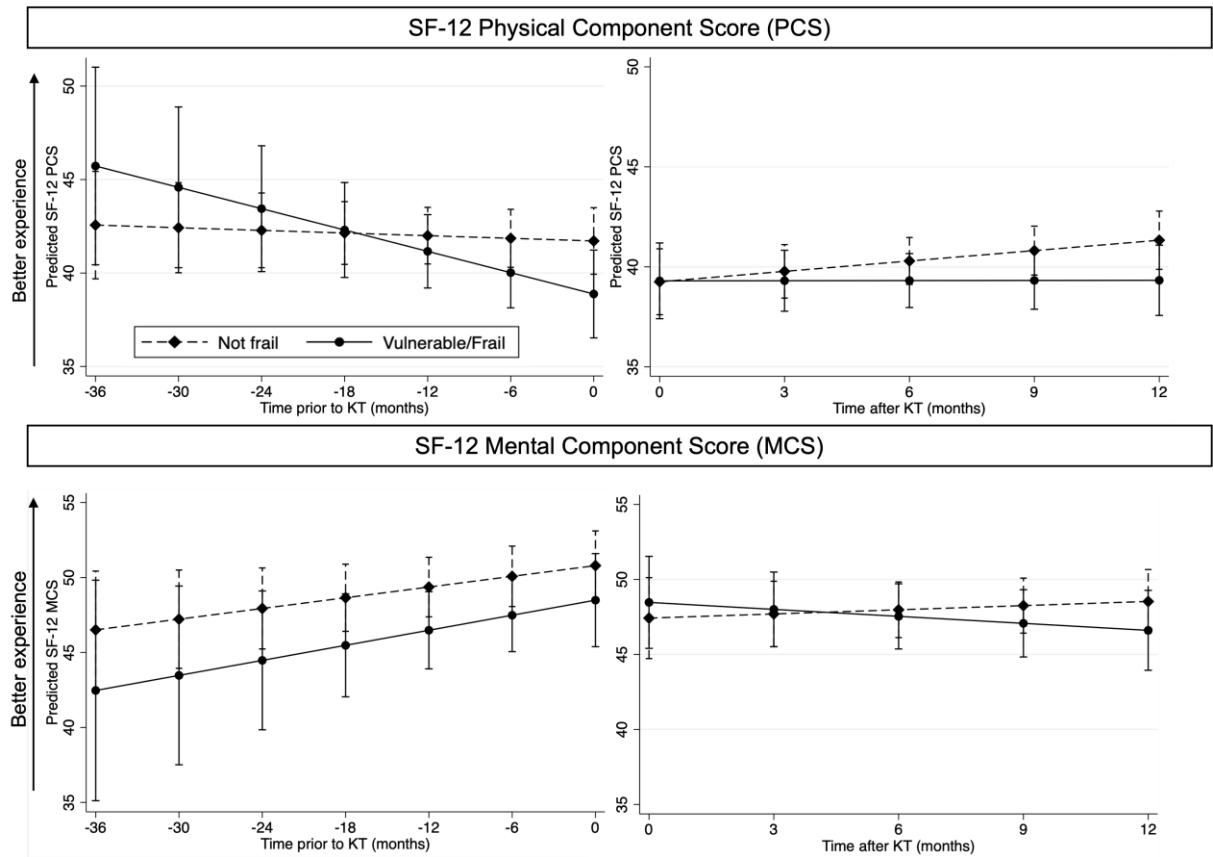 SF-12 Physical Component Score (PCS)
Better experience
Predicted SF-12 PCS
50
45
40
35
Not frail
Vulnerable/Frail
-36 -30 -24 -18 -12 -6 0
Time prior to KT (months)
Predicted SF-12 PCS
50
45
40
35
0 3 6 9 12
Time after KT (months)
SF-12 Mental Component Score (MCS)
Better experience
Predicted SF-12 MCS
55
50
45
40
35
-36 -30 -24 -18 -12 -6 0
Time prior to KT (months)
Predicted SF-12 MCS
55
50
45
40
35
0 3 6 9 12
Time after KT (months)